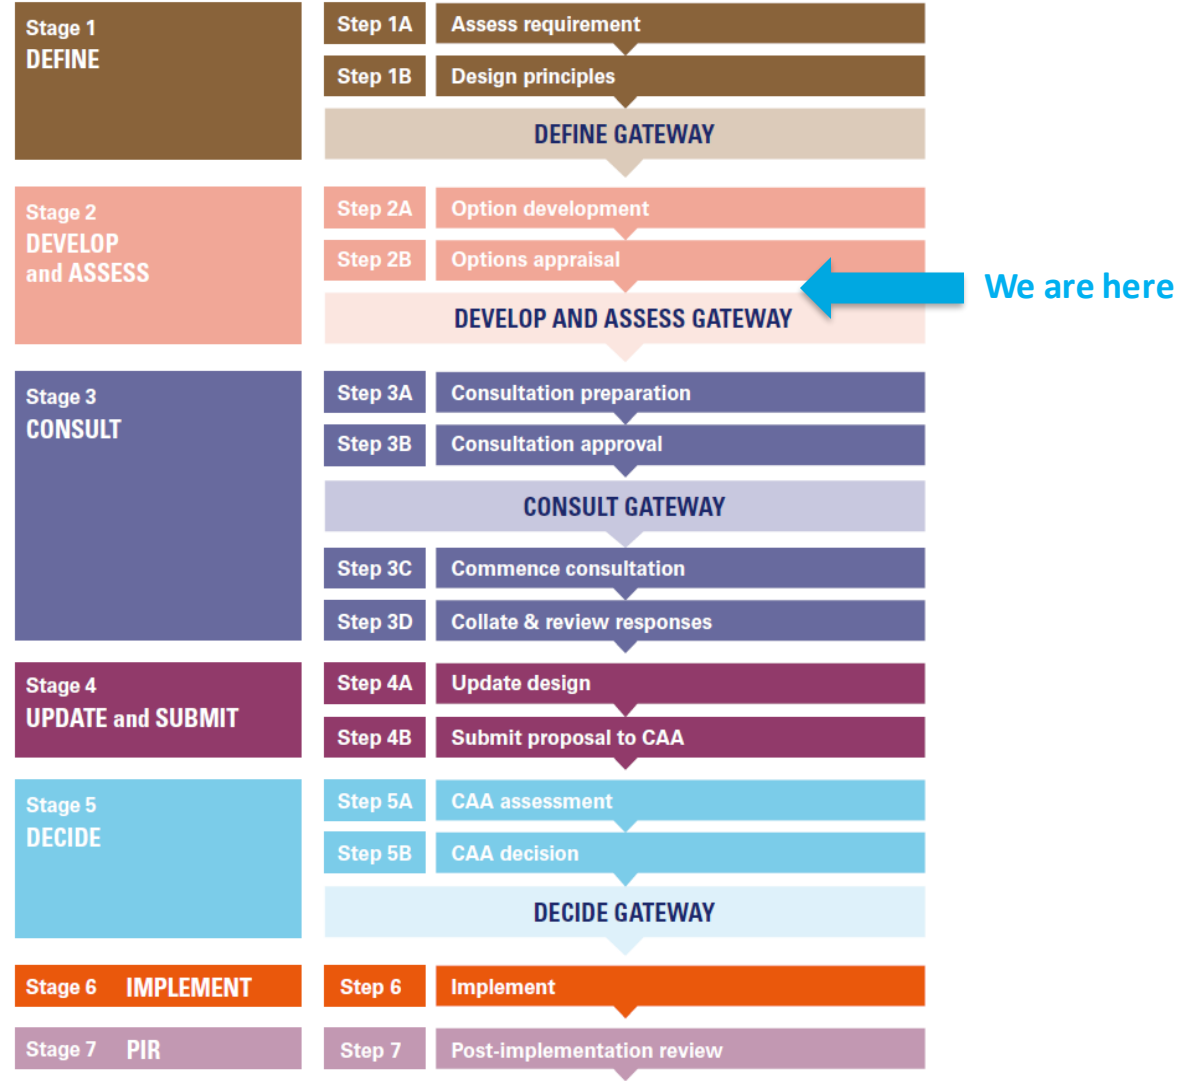 Stage 1
DEFINE
Step 1A Assess requirement
Step 1B Design principles
DEFINE GATEWAY
Stage 2
DEVELOP
and ASSESS
Step 2A Option development
Step 2B Options appraisal
We are here
DEVELOP AND ASSESS GATEWAY
Stage 3
CONSULT
Step 3A Consultation preparation
Step 3B Consultation approval
CONSULT GATEWAY
Step 3C Commence consultation
Step 3D Collate & review responses
Stage 4
UPDATE and SUBMIT
Step 4A Update design
Step 4B Submit proposal to CAA
Stage 5
DECIDE
Step 5A CAA assessment
Step 5B CAA decision
DECIDE GATEWAY
Stage 6 IMPLEMENT
Step 6 Implement
Stage 7 PIR
Step 7 Post-implementation review